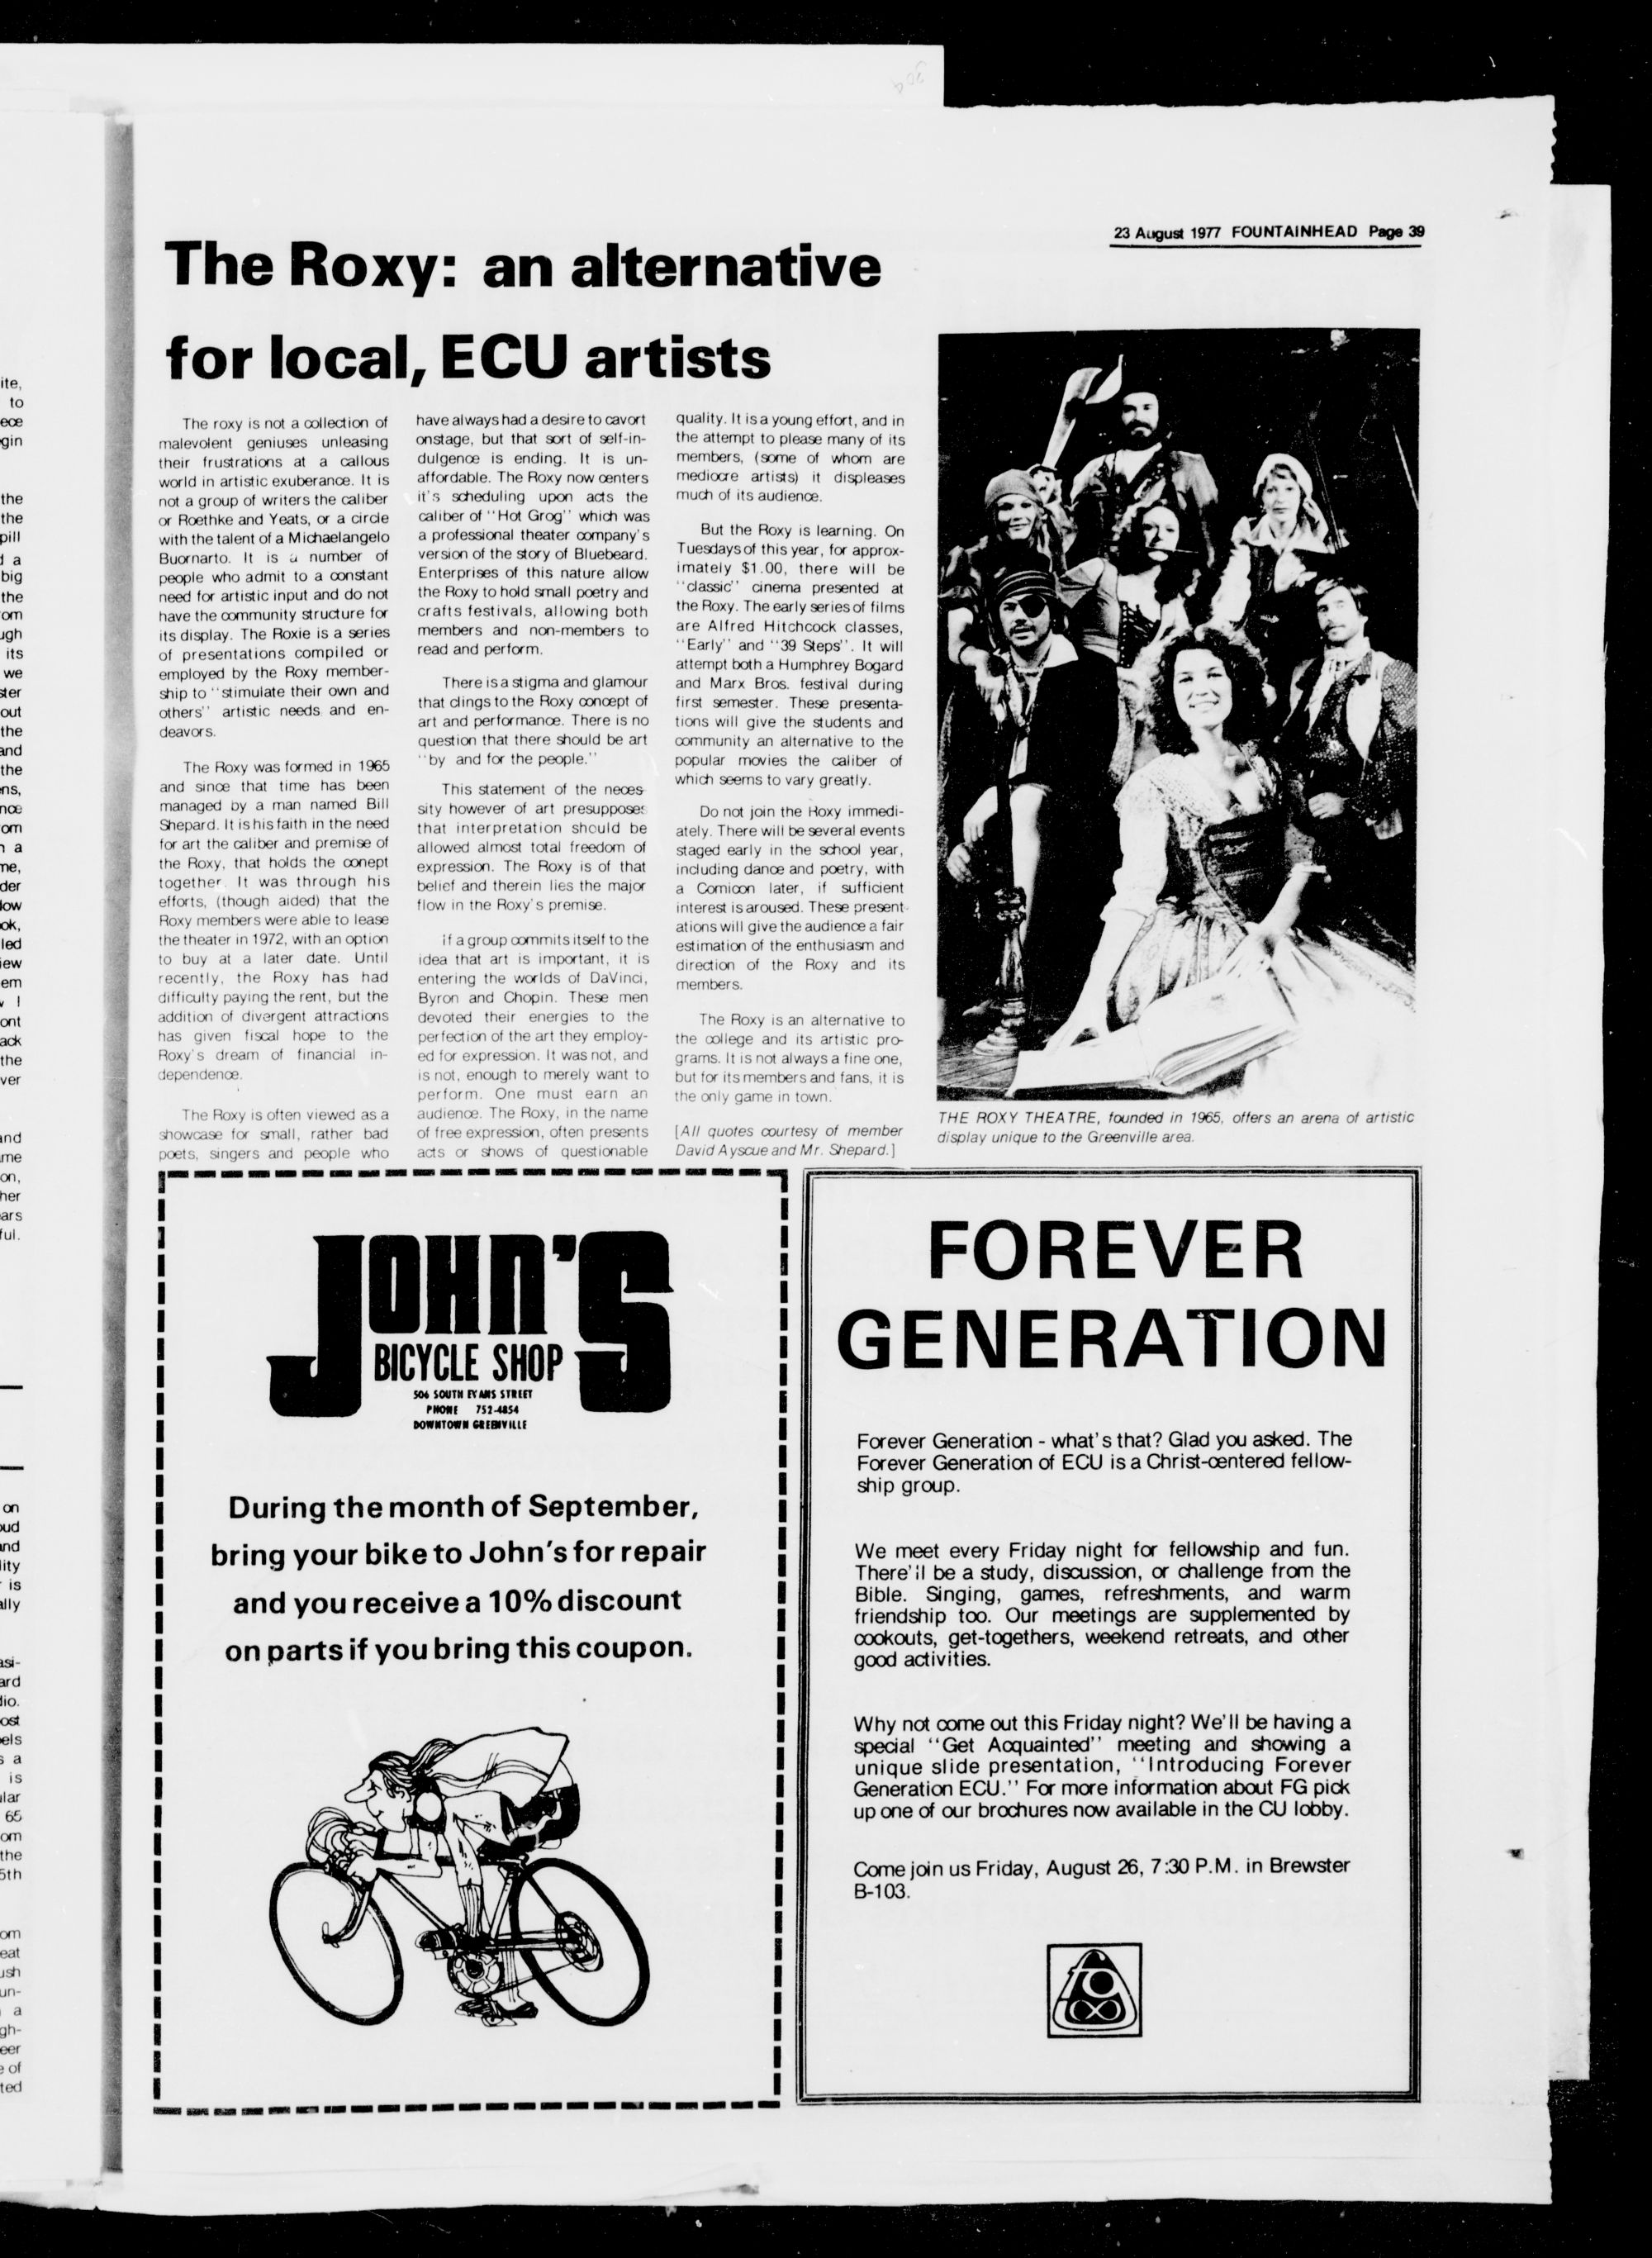 23 August 1977 FOUNTAINHEAD Page 39
The Roxy: an alternative
for local, ECU artists
The roxy is not a collection of
malevolent geniuses unleasing
their frustrations at a callous
world in artistic exuberance. It is
not a group of writers the caliber
or Roethke and Yeats, or a circle
with the talent of a Michaelangelo
Buornarto. It is a number of
people who admit to a constant
need for artistic input and do not
have the community structure for
its display. The Roxie is a series
of presentations compiled or
employed by the Roxy member-
ship to "stimulate their own and
others" artistic needs and en-
deavors.
The Roxy was formed in 1965
and since that time has been
managed by a man named Bill
Shepard. It is his faith in the need
for art the caliber and premise of
the Roxy, that holds the conept
together. It was through his
efforts, (though aided) that the
Roxy members were able to lease
the theater in 1972, with an option
to buy at a later date. Until
recently, the Roxy has had
difficulty paying the rent, but the
addition of divergent attractions
has given fiscal hope to the
Roxy's dream of financial in-
dependence.
The Roxy is often viewed as a
showcase for small, rather bad
poets, singers and people who
have always had a desire to cavort
onstage, but that sort of self-in-
dulgence is ending. It is un-
affordable. The Roxy now centers
it's scheduling upon acts the
caliber of "Hot Grog" which was
a professional theater company's
version of the story of Bluebeard.
Enterprises of this nature allow
the Roxy to hold small poetry and
crafts festivals, allowing both
members and non-members to
read and perform.
There is a stigma and glamour
that clings to the Roxy concept of
art and performance. There is no
question that there should be art
"by and for the people."
This statement of the neces-
sity however of art presupposes
that interpretation should be
allowed almost total freedom of
expression. The Roxy is of that
belief and therein lies the major
flow in the Roxy's premise.
if a group commits itself to the
idea that art is important, it is
entering the worlds of DaVinci,
Byron and Chopin. These men
devoted their energies to the
perfection of the art they employ-
ed for expression. It was not, and
is not, enough to merely want to
perform. One must earn an
audience. The Roxy, in the name
of free expression, often presents
acts or shows of questionable
quality. It is a young effort, and in
the attempt to please many of its
members, (some of whom are
mediocre artists) it displeases
much of its audience.
But the Roxy is learning. On
Tuesdays of this year, for approx-
imately $1.00, there will be
"classic" cinema presented at
the Roxy. The early series of films
are Alfred Hitchcock classes,
"Early" and "39 Steps". It will
attempt both a Humphrey Bogard
and Marx Bros. festival during
first semester. These presenta-
tions will give the students and
community an alternative to the
popular movies the caliber of
which seems to vary greatly.
Do not join the Roxy immedi-
ately. There will be several events
staged early in the school year,
including dance and poetry, with
a Comicon later, if sufficient
interest is aroused. These present-
ations will give the audience a fair
estimation of the enthusiasm and
direction of the Roxy and its
members.
The Roxy is an alternative to
the college and its artistic pro-
grams. It is not always a fine one,
but for its members and fans, it is
the only game in town.
[All quotes courtesy of member
David Ayscue and Mr. Shepard.]
THE ROXY THEATRE, founded in 1965, offers an arena of artistic
display unique to the Greenville area.
JOHN'S
BICYCLE SHOP
506 SOUTH EVANS STREET
PHONE 752-4854
DOWNTOWN GREENVILLE
During the month of September,
bring your bike to John's for repair
and you receive a 10% discount
on parts if you bring this coupon.
FOREVER
GENERATION
Forever Generation - what's that? Glad you asked. The
Forever Generation of ECU is a Christ-centered fellow-
ship group.
We meet every Friday night for fellowship and fun.
There'il be a study, discussion, or challenge from the
Bible. Singing, games, refreshments, and warm
friendship too. Our meetings are supplemented by
cookouts, get-togethers, weekend retreats, and other
good activities.
Why not come out this Friday night? We'll be having a
special "Get Acquainted" meeting and showing a
unique slide presentation, "Introducing Forever
Generation ECU." For more information about FG pick
up one of our brochures now available in the CU lobby.
Come join us Friday, August 26, 7:30 P.M. in Brewster
B-103.